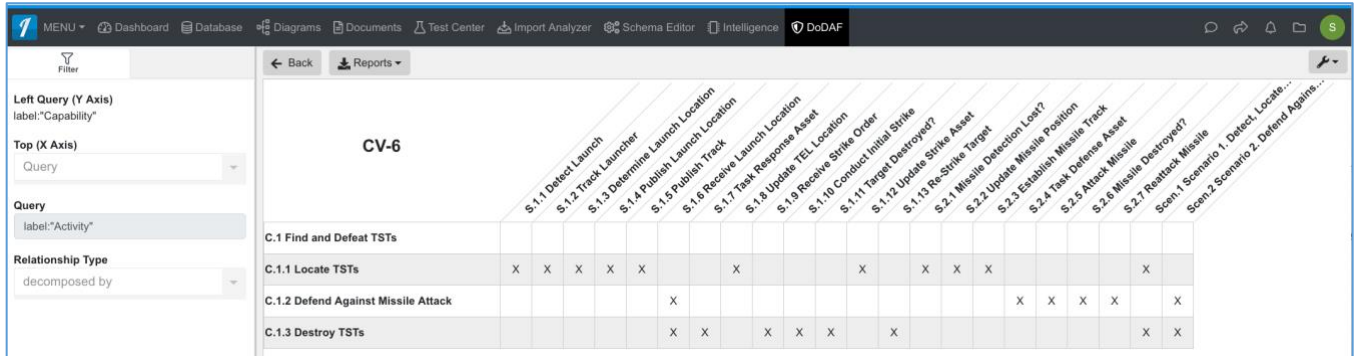 MENU Dashboard Database Diagrams Documents Test Center Import Analyzer Schema Editor Intelligence DoDAF S
Filter
Back Reports
Left Query (Y Axis)
label:"Capability"
Top (X Axis)
Query
Query
label:"Activity"
Relationship Type
decomposed by
CV-6
S.1.1 Detect Launch
S.1.2 Track Launcher
S.1.3 Determine Launch Location
S.1.4 Publish Launch Location
S.1.5 Publish Track
S.1.6 Receive Launch Location
S.1.7 Task Response Asset
S.1.8 Update TEL Location
S.1.9 Receive Strike Order
S.1.10 Conduct Initial Strike
S.1.11 Target Destroyed?
S.1.12 Update Strike Asset
S.1.13 Re-Strike Target
S.2.1 Missile Detection Lost?
S.2.2 Update Missile Position
S.2.3 Establish Missile Track
S.2.4 Task Defense Asset
S.2.5 Attack Missile
S.2.6 Missile Destroyed?
S.2.7 Reattack Missile
Scen.1 Scenario 1. Detect, Locate...
Scen.2 Scenario 2. Defend Agains...
C.1 Find and Defeat TSTs
C.1.1 Locate TSTs X X X X X X X X X X X
C.1.2 Defend Against Missile Attack X X X X X X
C.1.3 Destroy TSTs X X X X X X X X